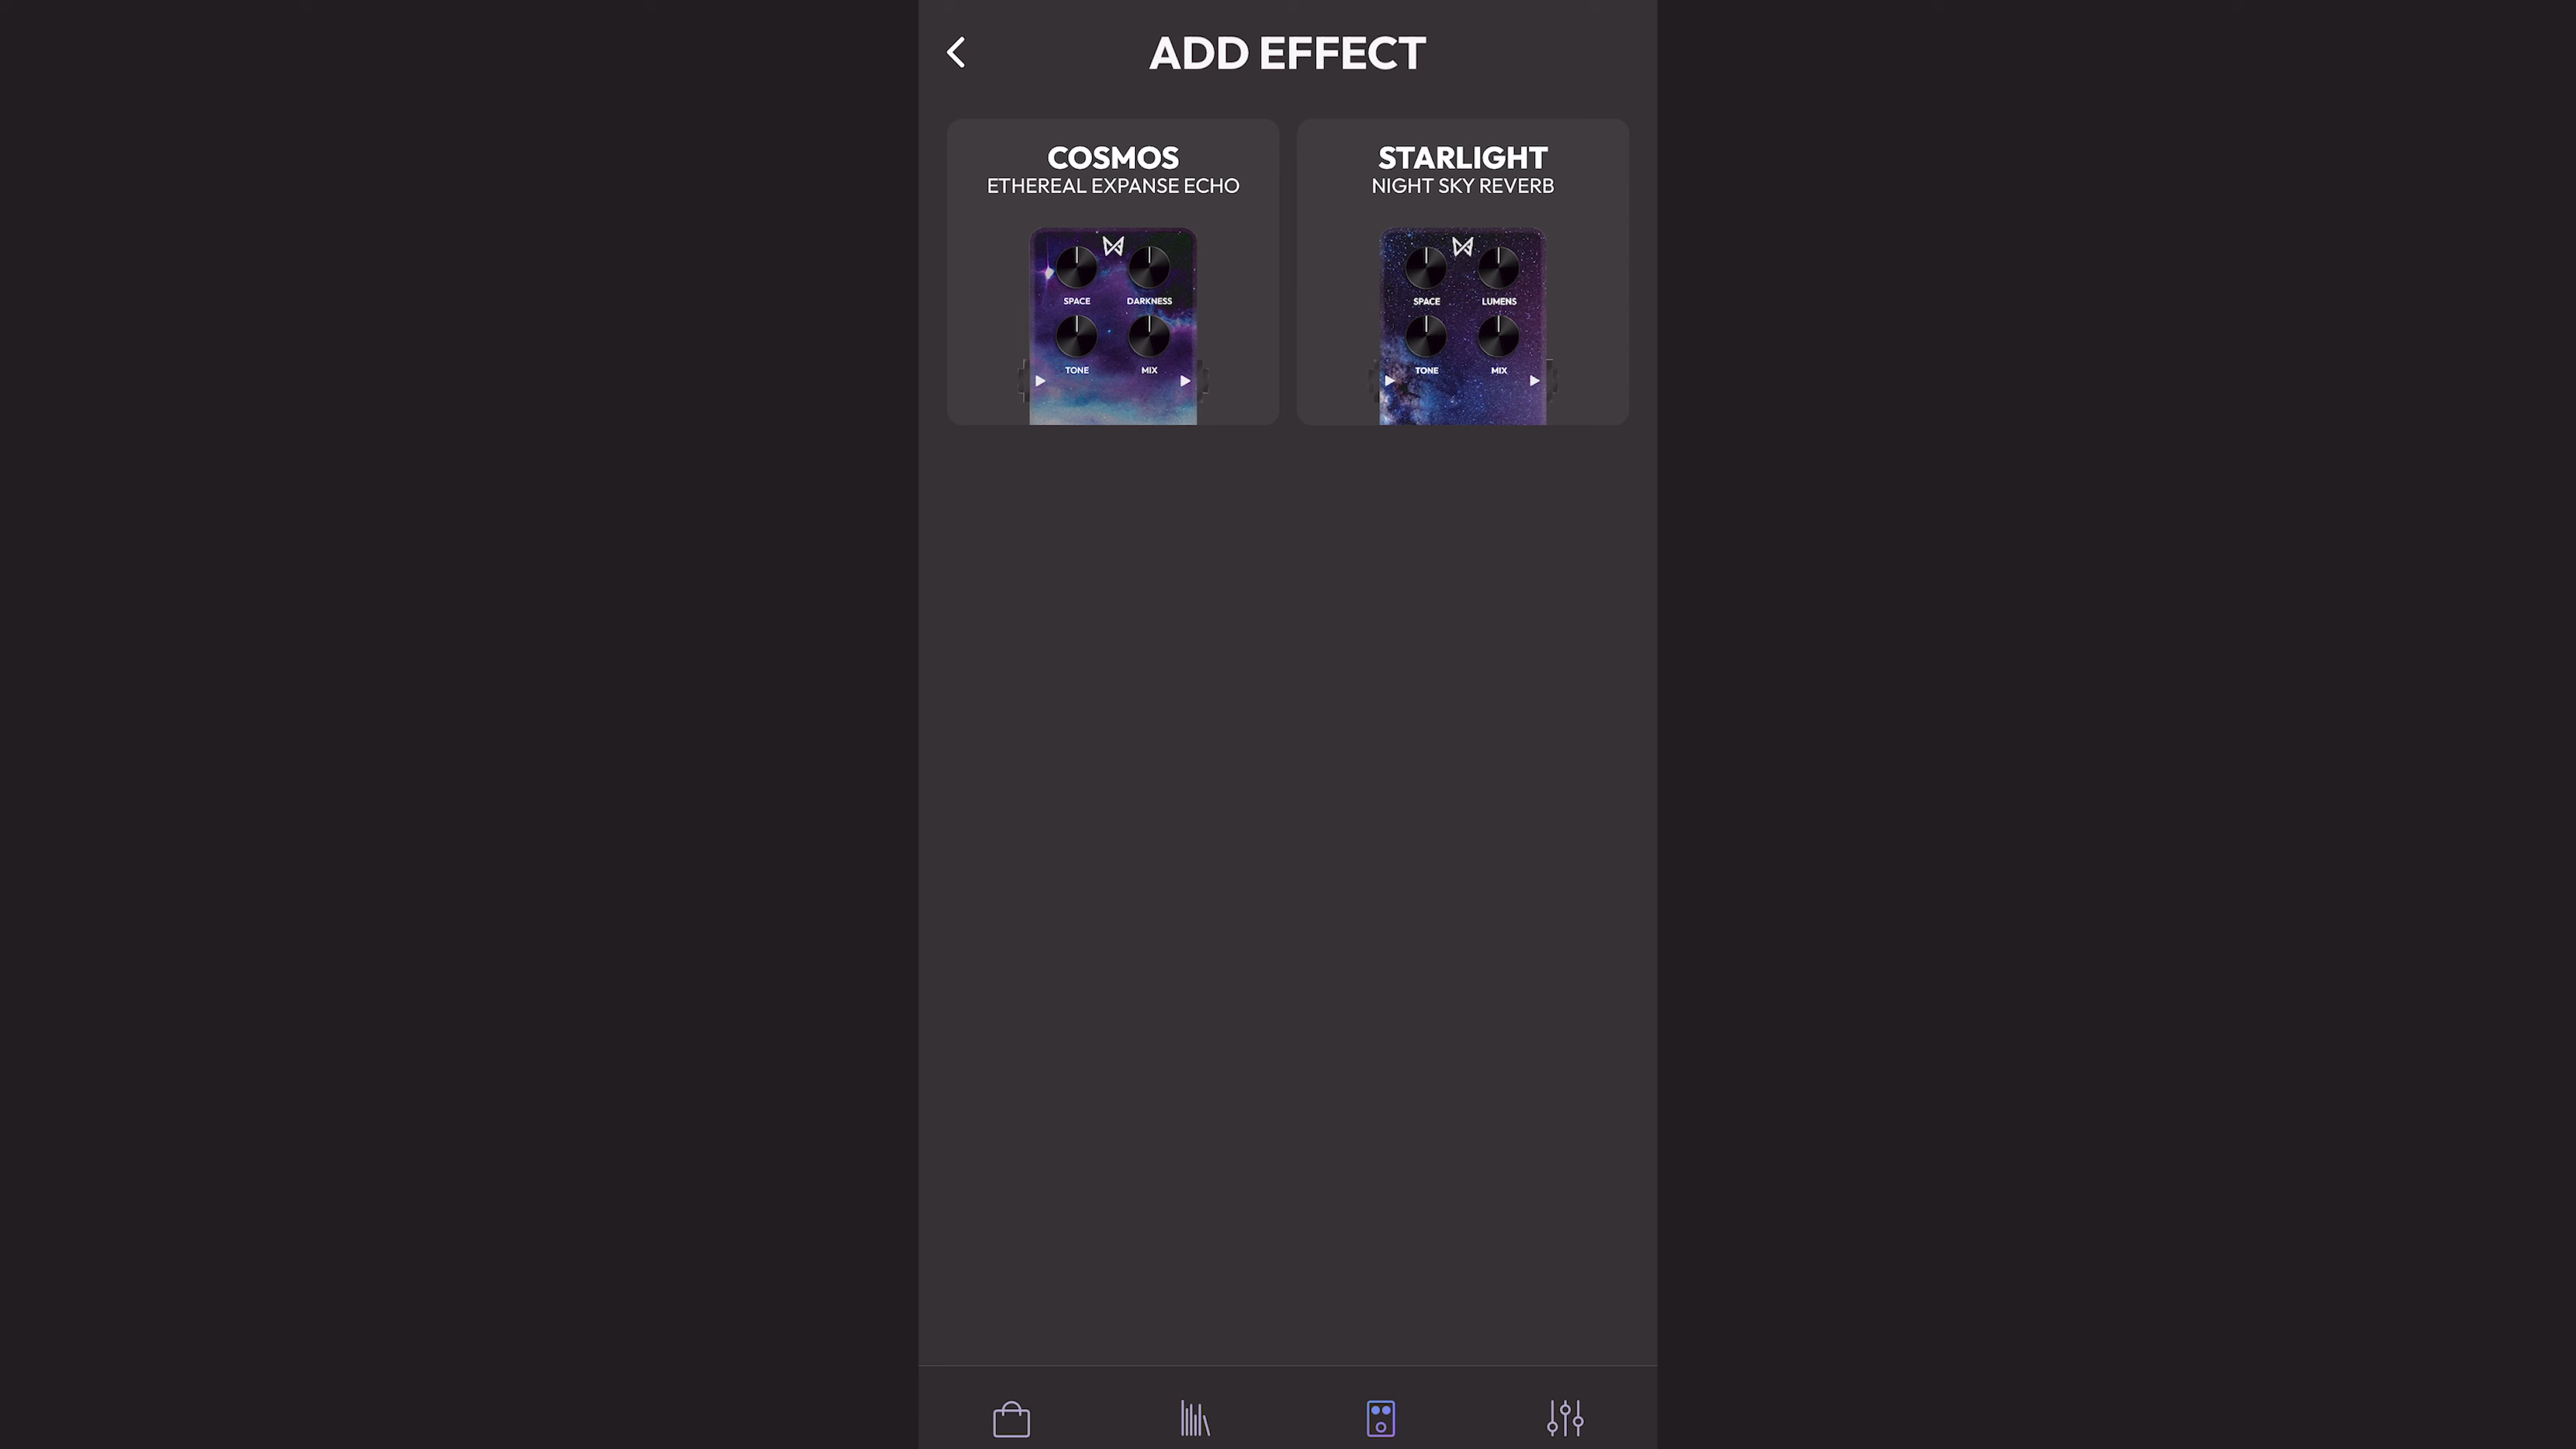 ADD EFFECT
COSMOS
ETHEREAL EXPANSE ECHO
SPACE
DARKNESS
TONE
MIX
STARLIGHT
NIGHT SKY REVERB
SPACE
LUMENS
TONE
MIX